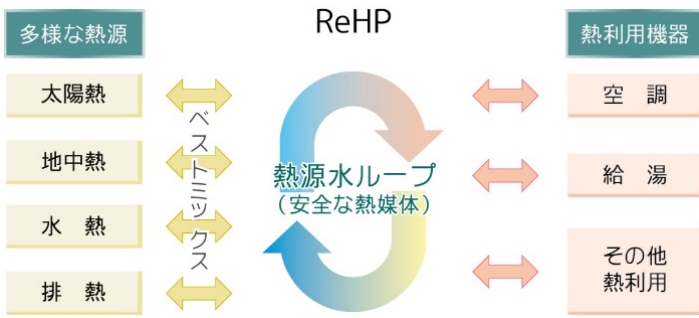 ReHP
多様な熱源
熱利用機器
太陽熱
地中熱
水 熱
排 熱
ベストミックス
熱源水ループ
(安全な熱媒体)
空 調
給 湯
その他
熱利用